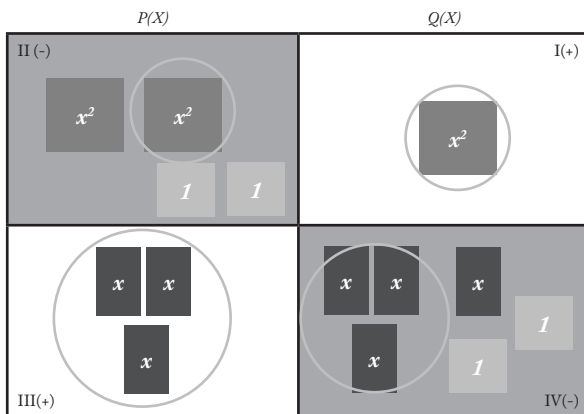 P(X) Q(X)
II (-) I(+)
x² x² x²
1 1
x x x x x
1
x x 1
III(+) IV(-)